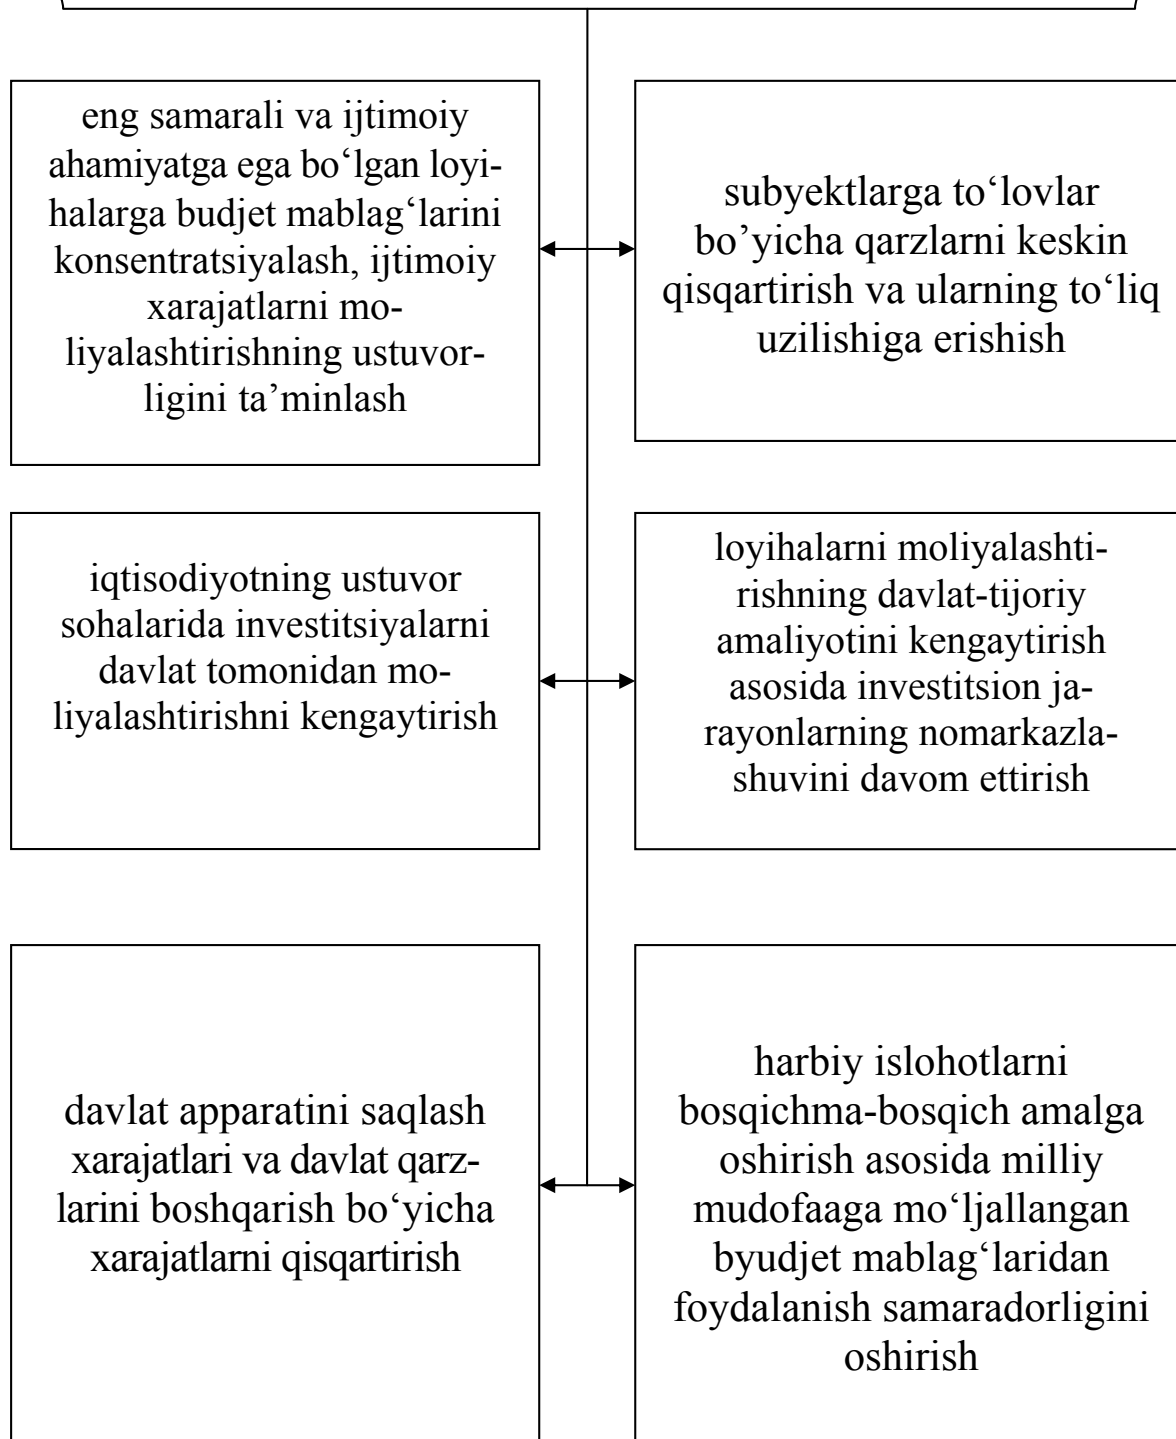 eng samarali va ijtimoiy
ahamiyatga ega bo‘lgan loyi-
halarga budjet mablag‘larini
konsentratsiyalash, ijtimoiy
xarajatlarni mo-
liyalashtirishning ustuvor-
ligini ta’minlash
subyektlarga to‘lovlar
bo’yicha qarzlarni keskin
qisqartirish va ularning to‘liq
uzilishiga erishish
iqtisodiyotning ustuvor
sohalarida investitsiyalarni
davlat tomonidan mo-
liyalashtirishni kengaytirish
loyihalarni moliyalashti-
rishning davlat-tijoriy
amaliyotini kengaytirish
asosida investitsion ja-
rayonlarning nomarkazla-
shuvini davom ettirish
davlat apparatini saqlash
xarajatlari va davlat qarz-
larini boshqarish bo‘yicha
xarajatlarni qisqartirish
harbiy islohotlarni
bosqichma-bosqich amalga
oshirish asosida milliy
mudofaaga mo‘ljallangan
byudjet mablag‘laridan
foydalanish samaradorligini
oshirish